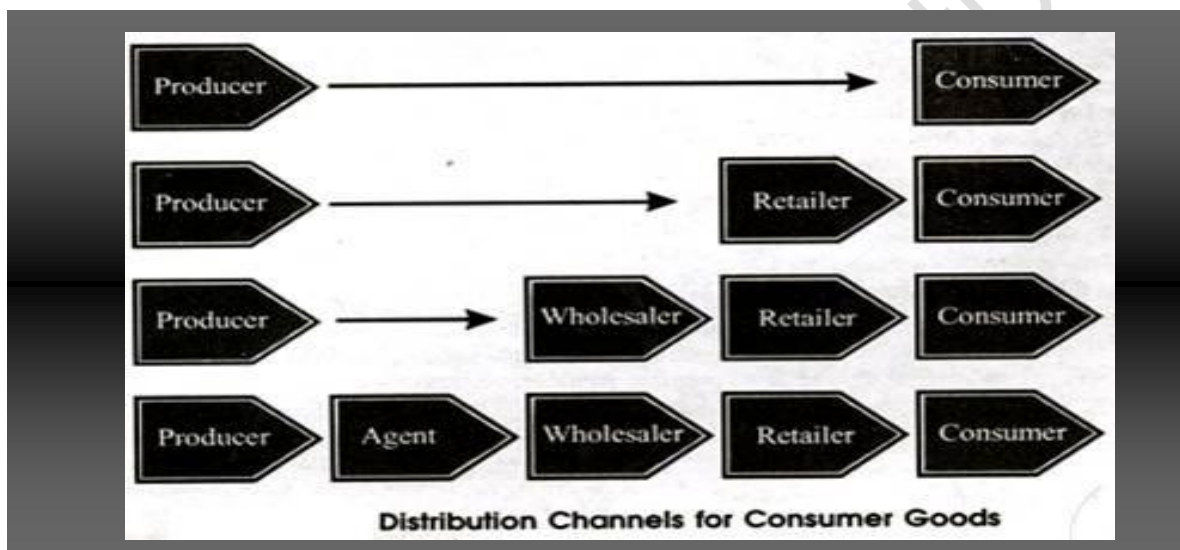 Producer Consumer
Producer Retailer Consumer
Producer Wholesaler Retailer Consumer
Producer Agent Wholesaler Retailer Consumer
Distribution Channels for Consumer Goods